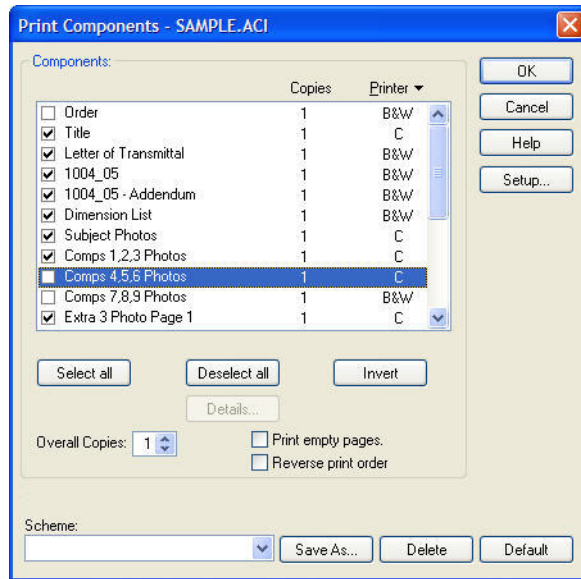 Print Components - SAMPLE.ACI
Components:
Copies Printer
Order 1 B&W
Title 1 C
Letter of Transmittal 1 B&W
1004_05 1 B&W
1004_05 - Addendum 1 B&W
Dimension List 1 B&W
Subject Photos 1 C
Comps 1,2,3 Photos 1 C
Comps 4,5,6 Photos 1 C
Comps 7,8,9 Photos 1 B&W
Extra 3 Photo Page 1 1 C
OK
Cancel
Help
Setup...
Select all Deselect all Invert
Details...
Overall Copies: 1
Print empty pages.
Reverse print order
Scheme:
Save As... Delete Default